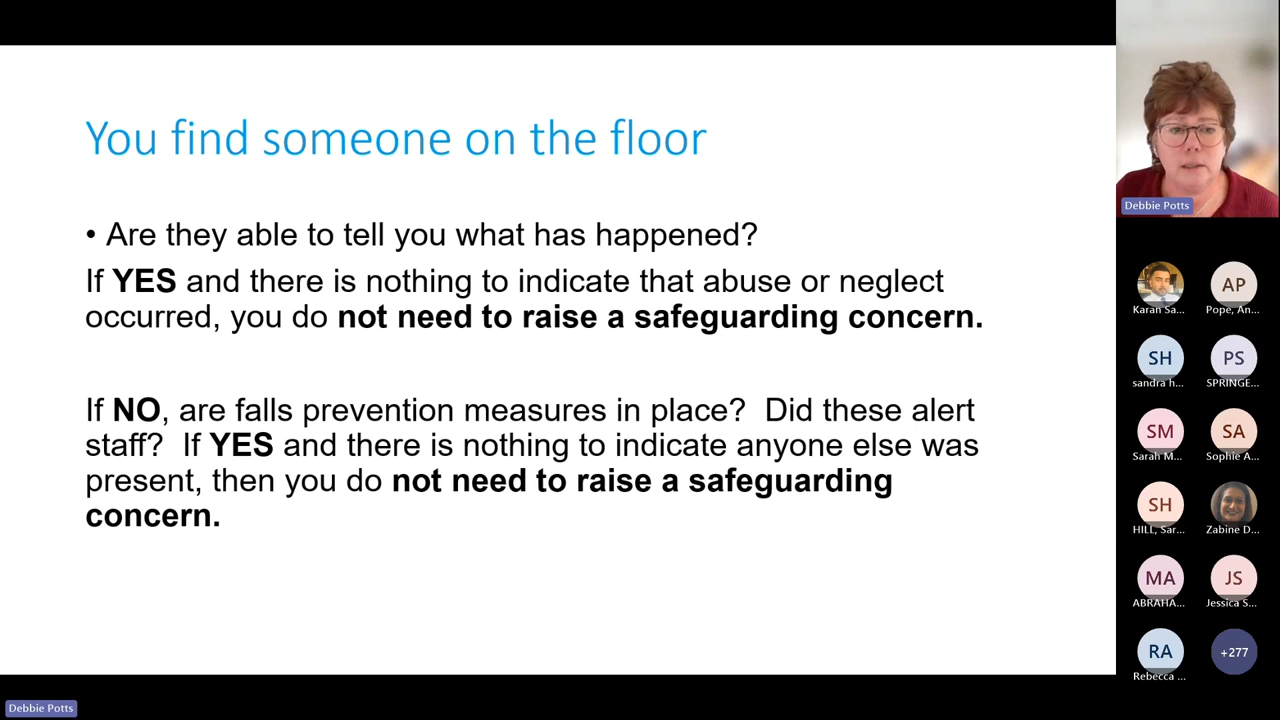 You find someone on the floor
• Are they able to tell you what has happened?
If YES and there is nothing to indicate that abuse or neglect
occurred, you do not need to raise a safeguarding concern.
If NO, are falls prevention measures in place?  Did these alert
staff?  If YES and there is nothing to indicate anyone else was
present, then you do not need to raise a safeguarding
concern.
Debbie Potts
Karan Sa...
AP
Pope, An...
SH
sandra h...
PS
SPRINGE...
SM
Sarah M...
SA
Sophie A...
SH
HILL, Sar...
Zabine D...
MA
ABRAHA...
JS
Jessica S...
RA
Rebecca ...
+277
Debbie Potts